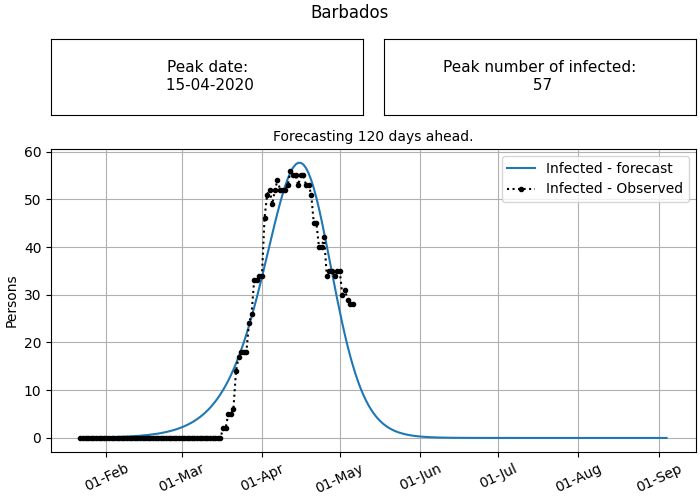 Barbados
Peak date:
15-04-2020
Peak number of infected:
57
Forecasting 120 days ahead.
Infected - forecast
Infected - Observed
Persons
60
50
40
30
20
10
0
01-Feb
01-Mar
01-Apr
01-May
01-Jun
01-Jul
01-Aug
01-Sep